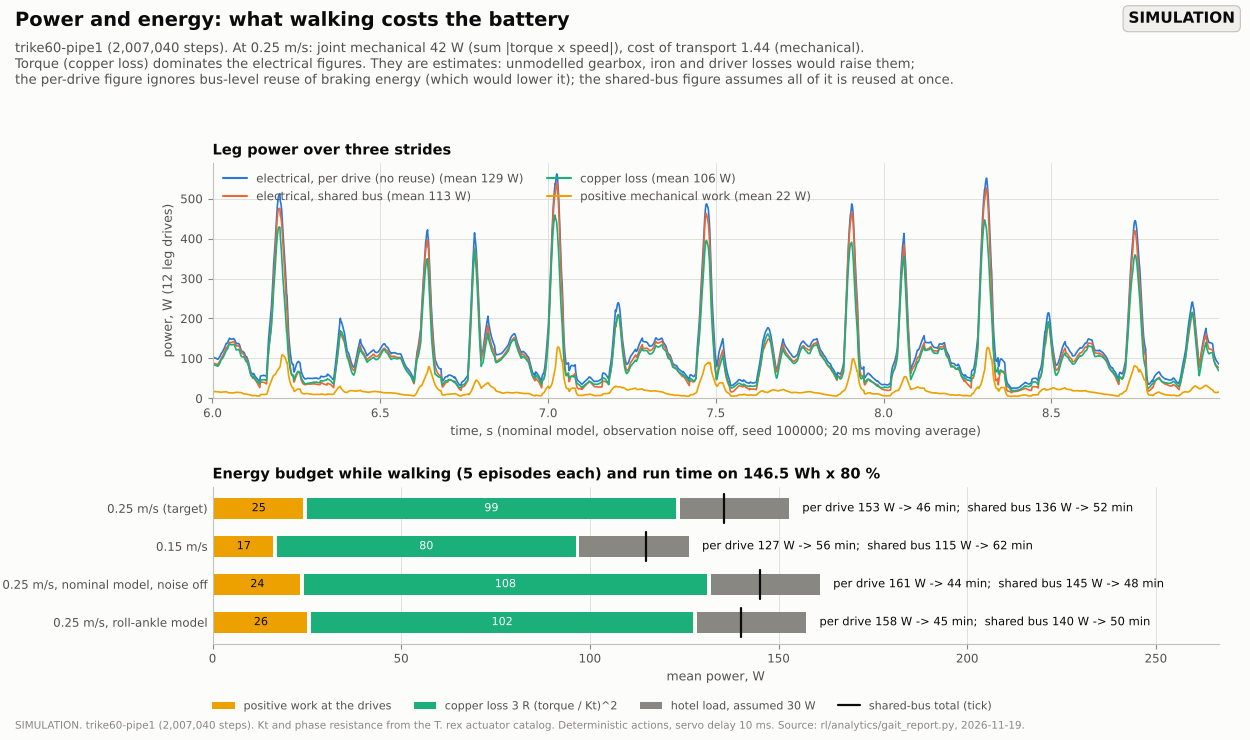 Power and energy: what walking costs the battery
SIMULATION
trike60-pipe1 (2,007,040 steps). At 0.25 m/s: joint mechanical 42 W (sum |torque x speed|), cost of transport 1.44 (mechanical).
Torque (copper loss) dominates the electrical figures. They are estimates: unmodelled gearbox, iron and driver losses would raise them;
the per-drive figure ignores bus-level reuse of braking energy (which would lower it); the shared-bus figure assumes all of it is reused at once.
Leg power over three strides
electrical, per drive (no reuse) (mean 129 W)
electrical, shared bus (mean 113 W)
copper loss (mean 106 W)
positive mechanical work (mean 22 W)
power, W (12 leg drives)
500
400
300
200
100
0
6.0 6.5 7.0 7.5 8.0 8.5
time, s (nominal model, observation noise off, seed 100000; 20 ms moving average)
Energy budget while walking (5 episodes each) and run time on 146.5 Wh x 80 %
0.25 m/s (target) 25 99 per drive 153 W -> 46 min; shared bus 136 W -> 52 min
0.15 m/s 17 80 per drive 127 W -> 56 min; shared bus 115 W -> 62 min
0.25 m/s, nominal model, noise off 24 108 per drive 161 W -> 44 min; shared bus 145 W -> 48 min
0.25 m/s, roll-ankle model 26 102 per drive 158 W -> 45 min; shared bus 140 W -> 50 min
0 50 100 150 200 250
mean power, W
positive work at the drives copper loss 3 R (torque / Kt)^2 hotel load, assumed 30 W shared-bus total (tick)
SIMULATION. trike60-pipe1 (2,007,040 steps). Kt and phase resistance from the T. rex actuator catalog. Deterministic actions, servo delay 10 ms. Source: rl/analytics/gait_report.py, 2026-11-19.